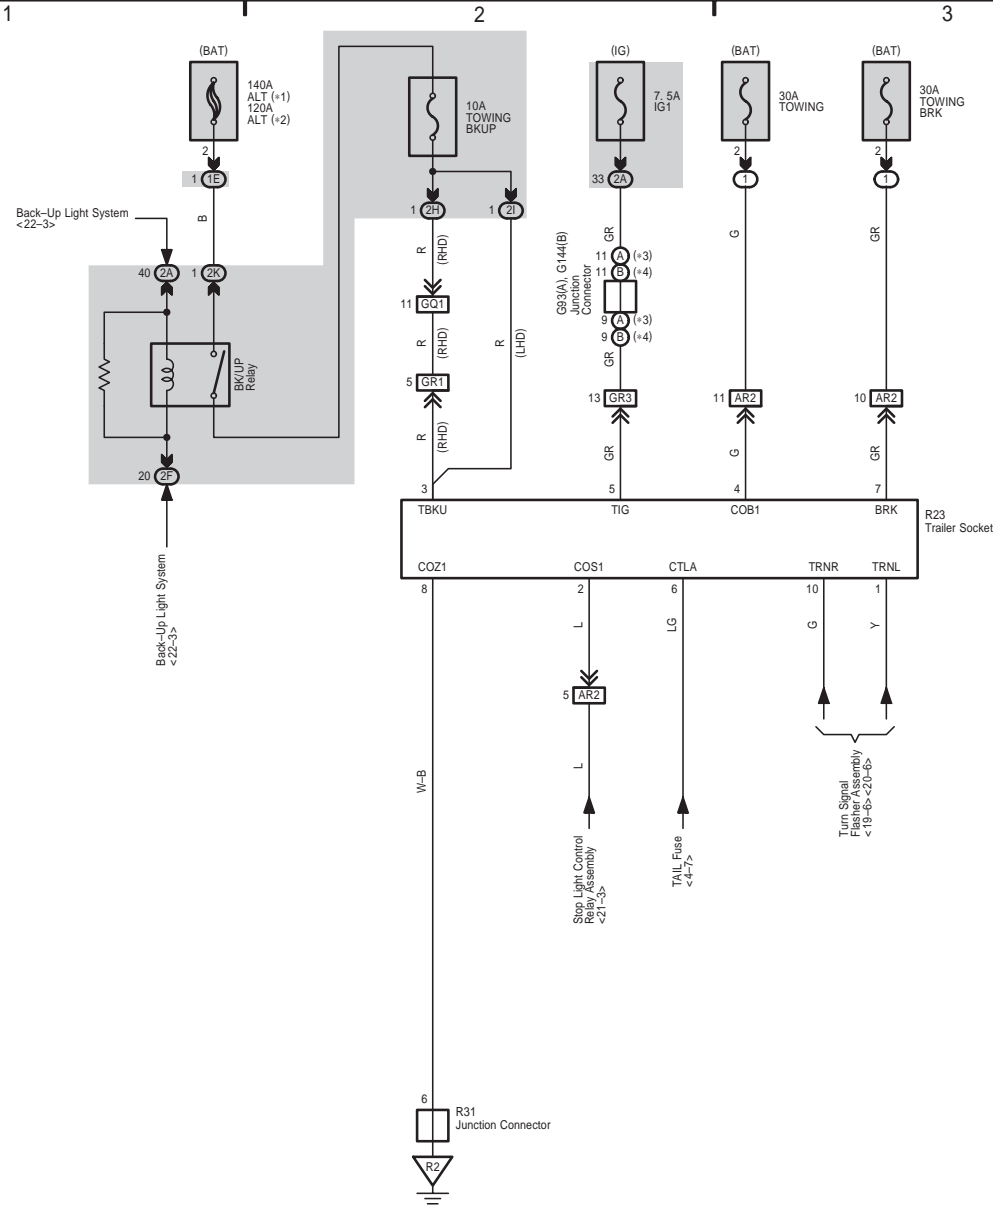 1
2
3
(BAT)
140A
ALT (*1)
120A
ALT (*2)
2
1 1E
B
Back–Up Light System
<22–3>
40 2A
1 2K
BK/UP
Relay
20 2F
Back–Up Light System
<22–3>
10A
TOWING
BKUP
1 2H
1 2I
R
(RHD)
11 GQ1
R
(RHD)
5 GR1
R
(RHD)
R
(LHD)
(IG)
7. 5A
IG1
33 2A
GR
G93(A), G144(B)
Junction
Connector
11 A (*3)
11 B (*4)
9 A (*3)
9 B (*4)
GR
13 GR3
GR
(BAT)
30A
TOWING
2
1
G
11 AR2
G
(BAT)
30A
TOWING
BRK
2
1
GR
10 AR2
GR
3
5
4
7
TBKU
TIG
COB1
BRK
R23
Trailer Socket
COZ1
COS1
CTLA
TRNR
TRNL
8
2
6
10
1
L
LG
G
Y
5 AR2
L
W–B
Stop Light Control
Relay Assembly
<21–3>
TAIL Fuse
<4–7>
Turn Signal
Flasher Assembly
<19–6> <20–6>
6
R31
Junction Connector
R2